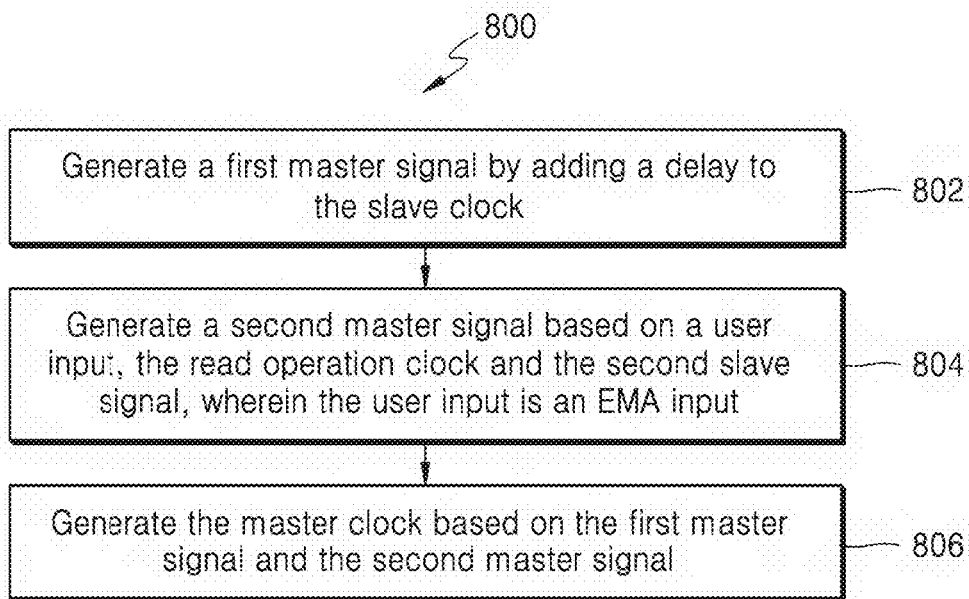 800
Generate a first master signal by adding a delay to
the slave clock
802
Generate a second master signal based on a user
input, the read operation clock and the second slave
signal, wherein the user input is an EMA input
804
Generate the master clock based on the first master
signal and the second master signal
806